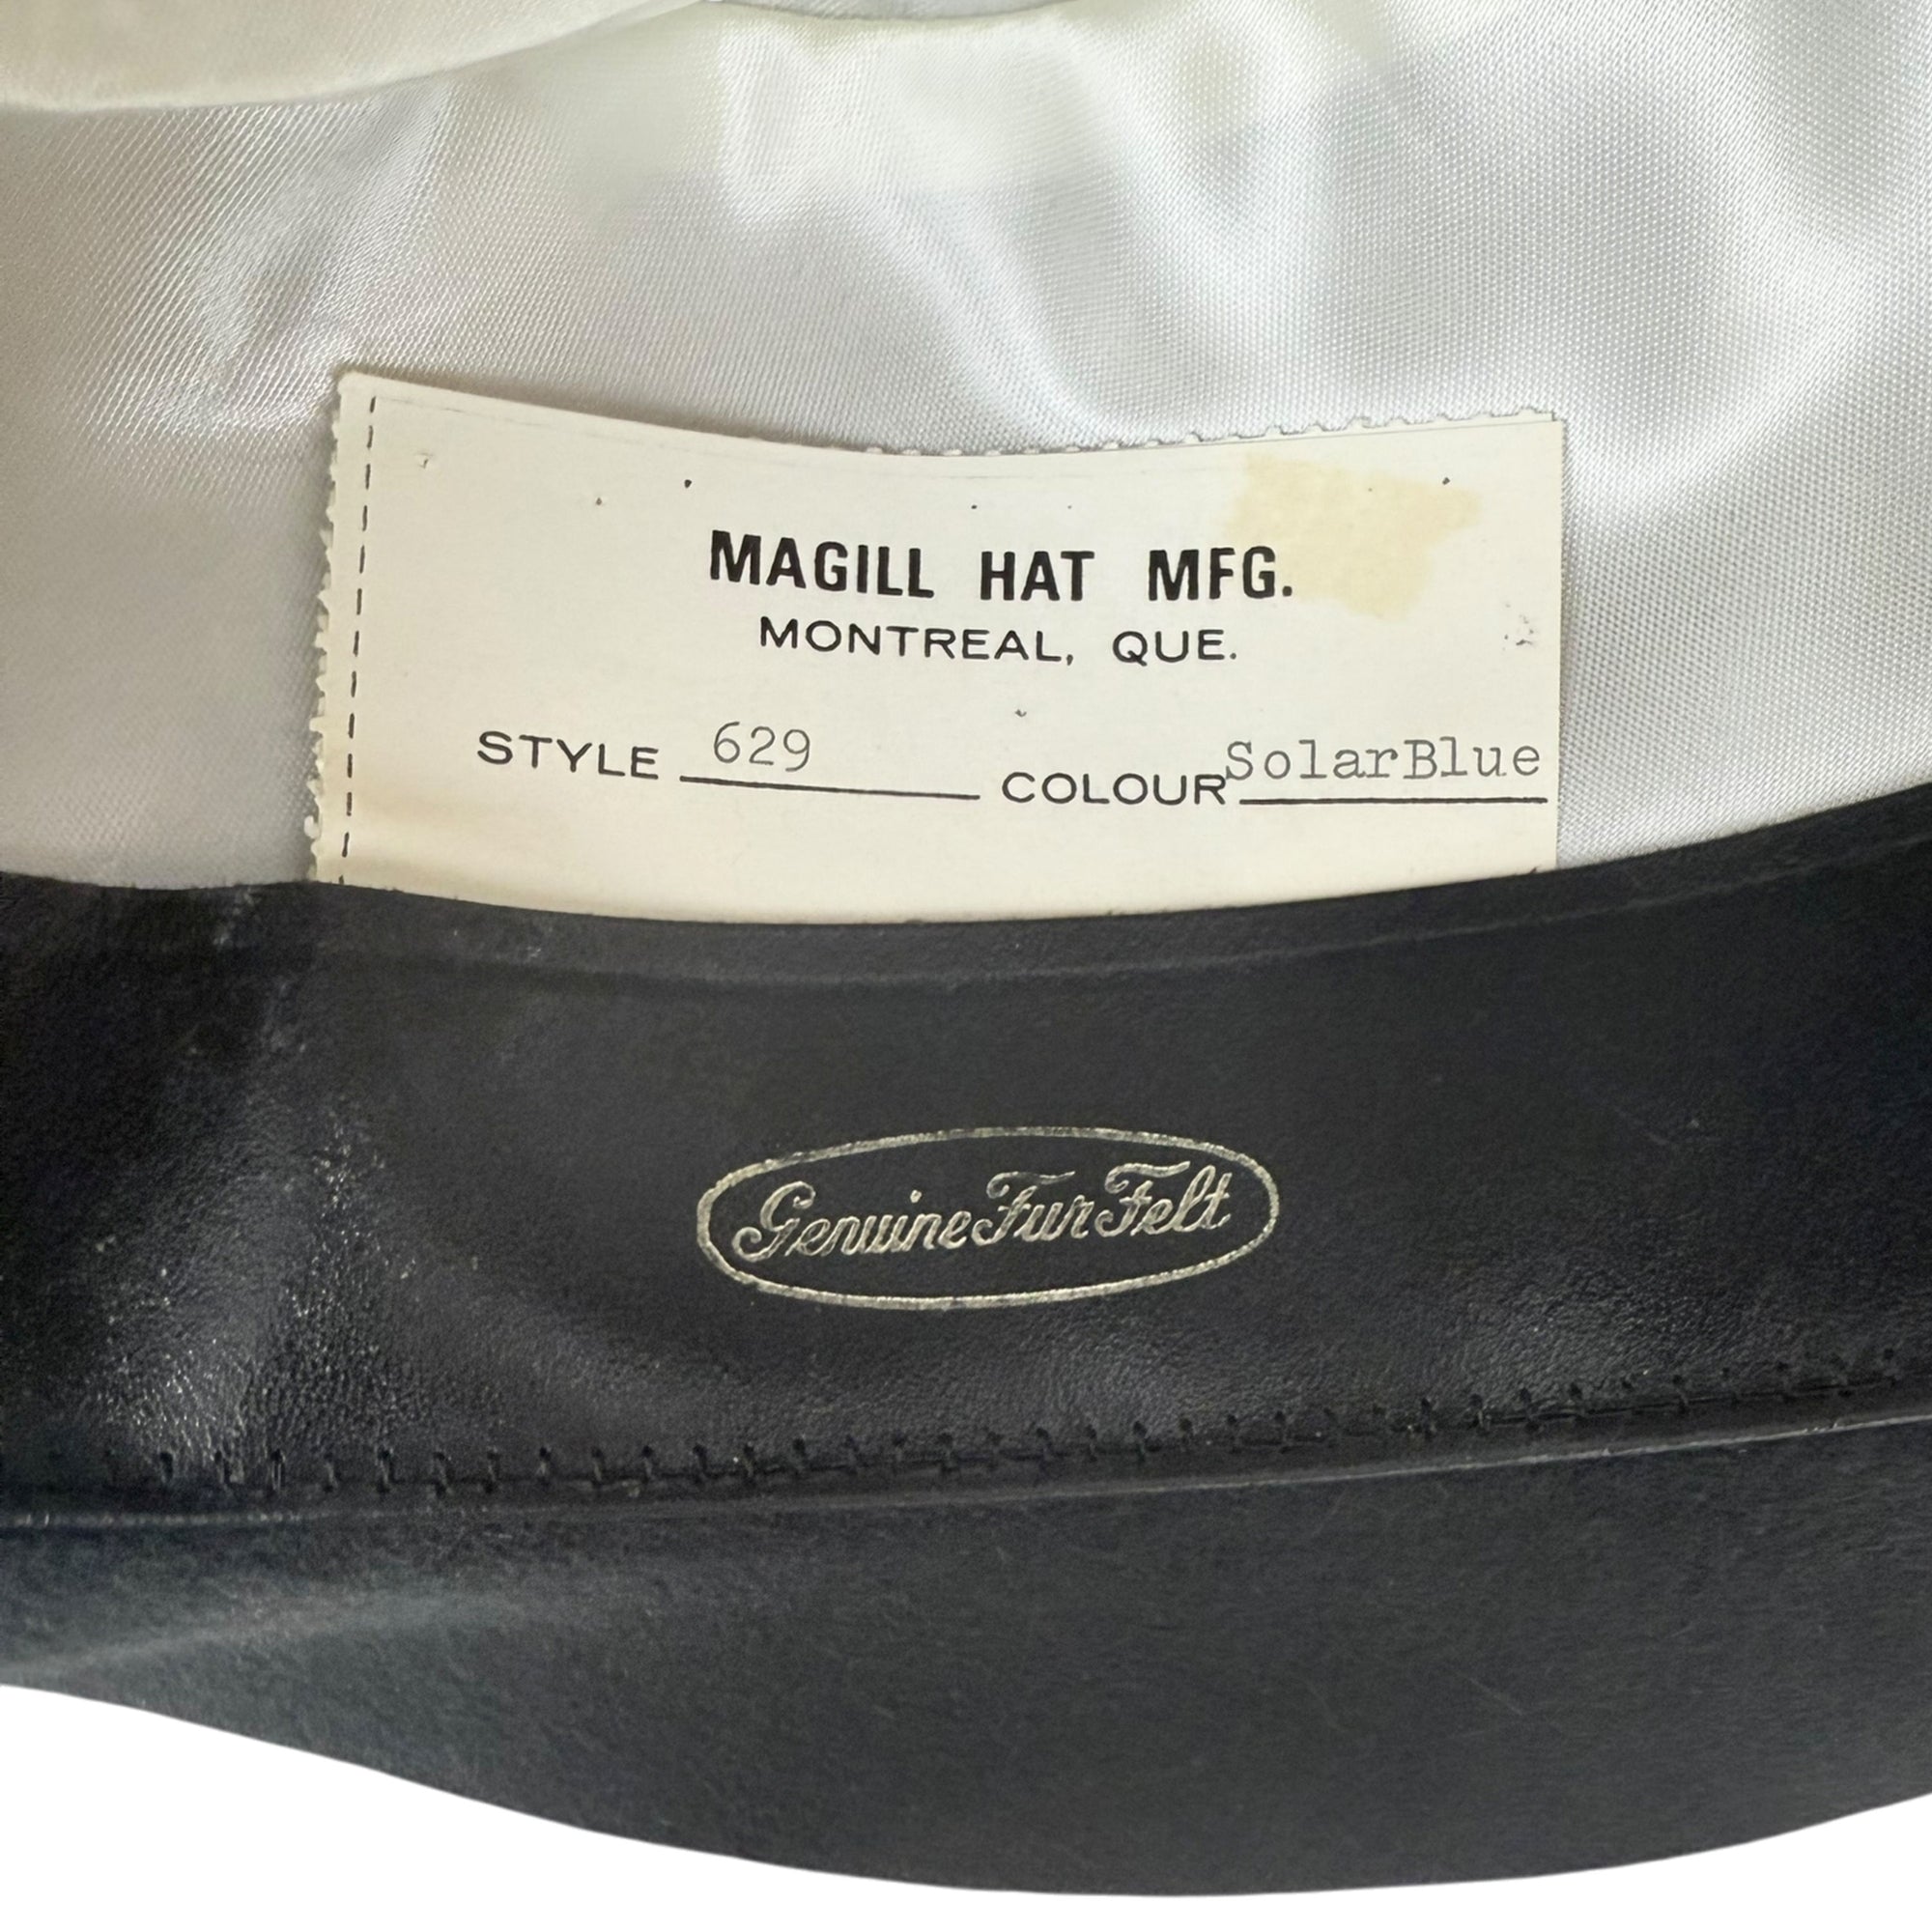 MAGILL HAT MFG.
MONTREAL, QUE.
STYLE 629 COLOUR SolarBlue
Genuine Fur Felt